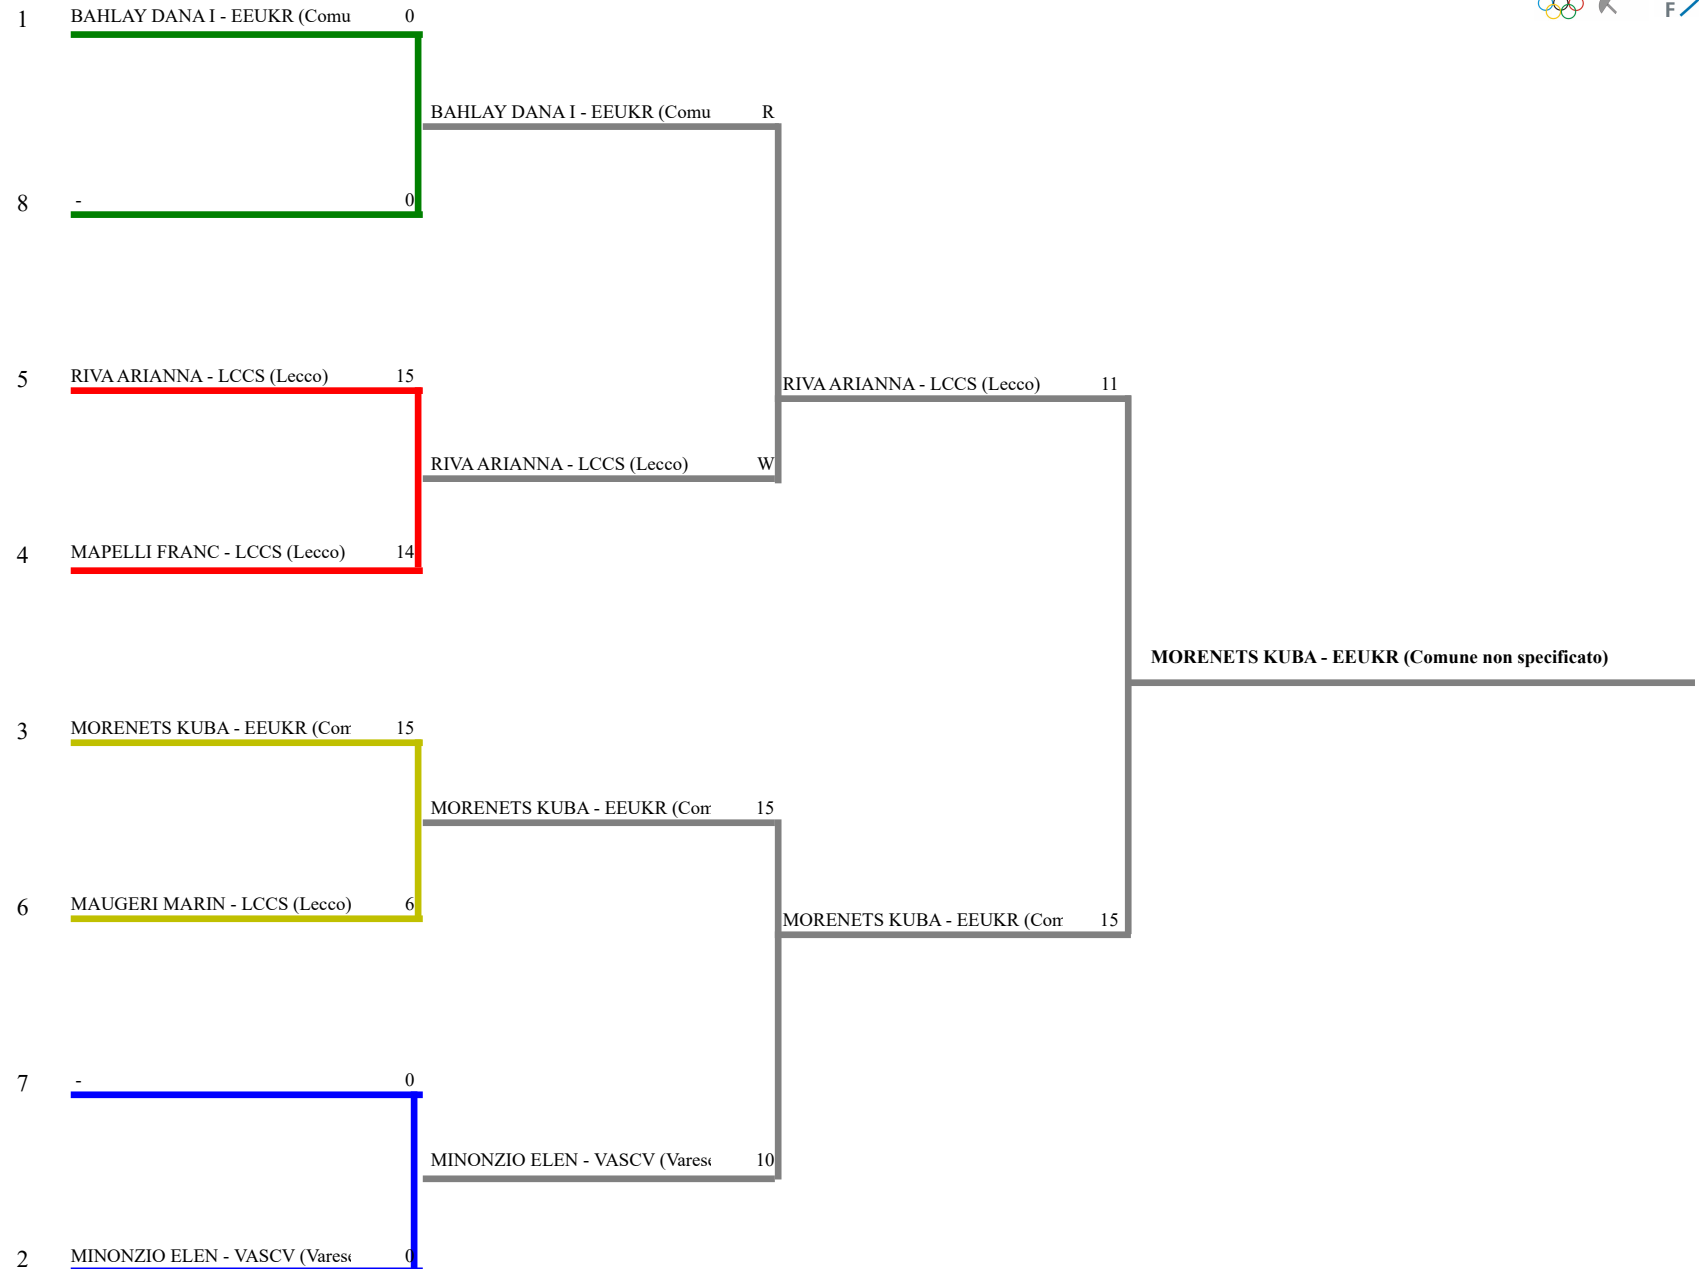 1 BAHLAY DANA I - EEUKR (Comu 0
F
BAHLAY DANA I - EEUKR (Comu R
8 - 0
5 RIVA ARIANNA - LCCS (Lecco) 15
RIVA ARIANNA - LCCS (Lecco) 11
RIVA ARIANNA - LCCS (Lecco) W
4 MAPELLI FRANC - LCCS (Lecco) 14
MORENETS KUBA - EEUKR (Comune non specificato)
3 MORENETS KUBA - EEUKR (Com 15
MORENETS KUBA - EEUKR (Com 15
6 MAUGERI MARIN - LCCS (Lecco) 6
MORENETS KUBA - EEUKR (Com 15
7 - 0
MINONZIO ELEN - VASCV (Varese 10
2 MINONZIO ELEN - VASCV (Varese 0